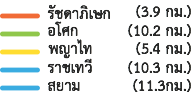 รัชดาภิเษก (3.9 กม.)
อโศก (10.2 กม.)
พญาไท (5.4 กม.)
ราชเทวี (10.3 กม.)
สยาม (11.3กม.)